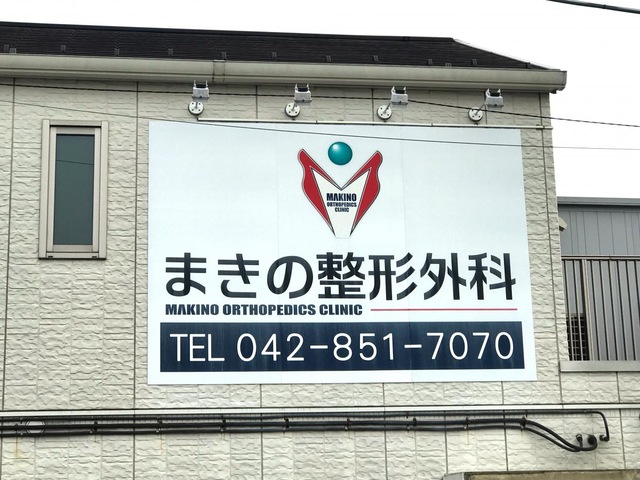 MAKINO
ORTHOPEDICS
CLINIC
まきの整形外科
MAKINO ORTHOPEDICS CLINIC
TEL 042-851-7070